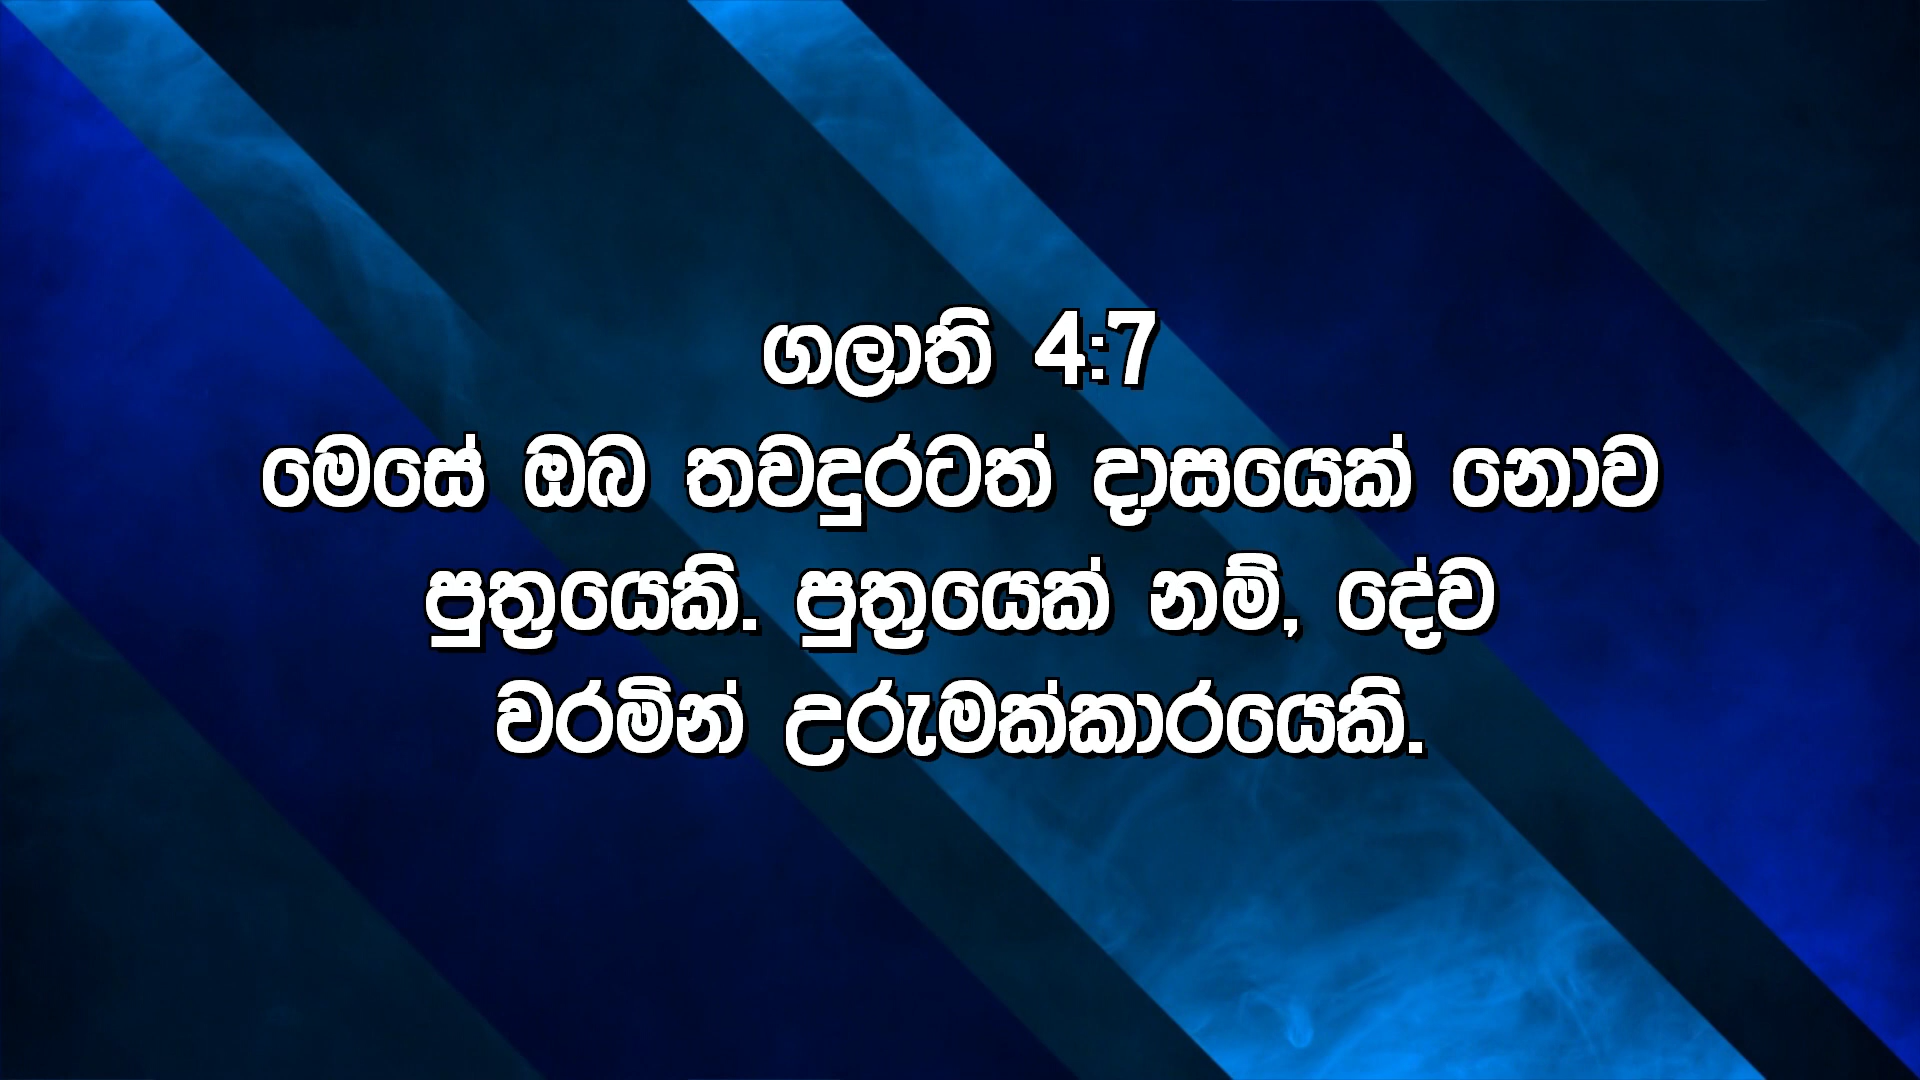 ගලාති 4:7
මෙසේ ඔබ තවදුරටත් දාසයෙක් නොව
පුත්‍රයෙකි. පුත්‍රයෙක් නම්, දේව
වරමින් උරුමක්කාරයෙකි.